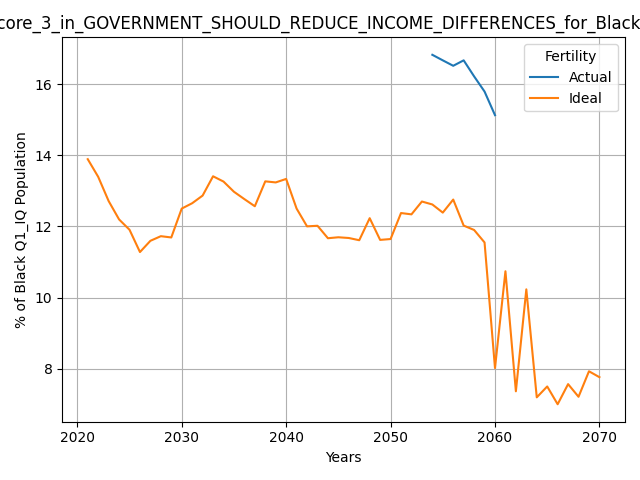 core_3_in_GOVERNMENT_SHOULD_REDUCE_INCOME_DIFFERENCES_for_Black
Fertility
Actual
Ideal
% of Black Q1_IQ Population
16
14
12
10
8
2020
2030
2040
2050
2060
2070
Years